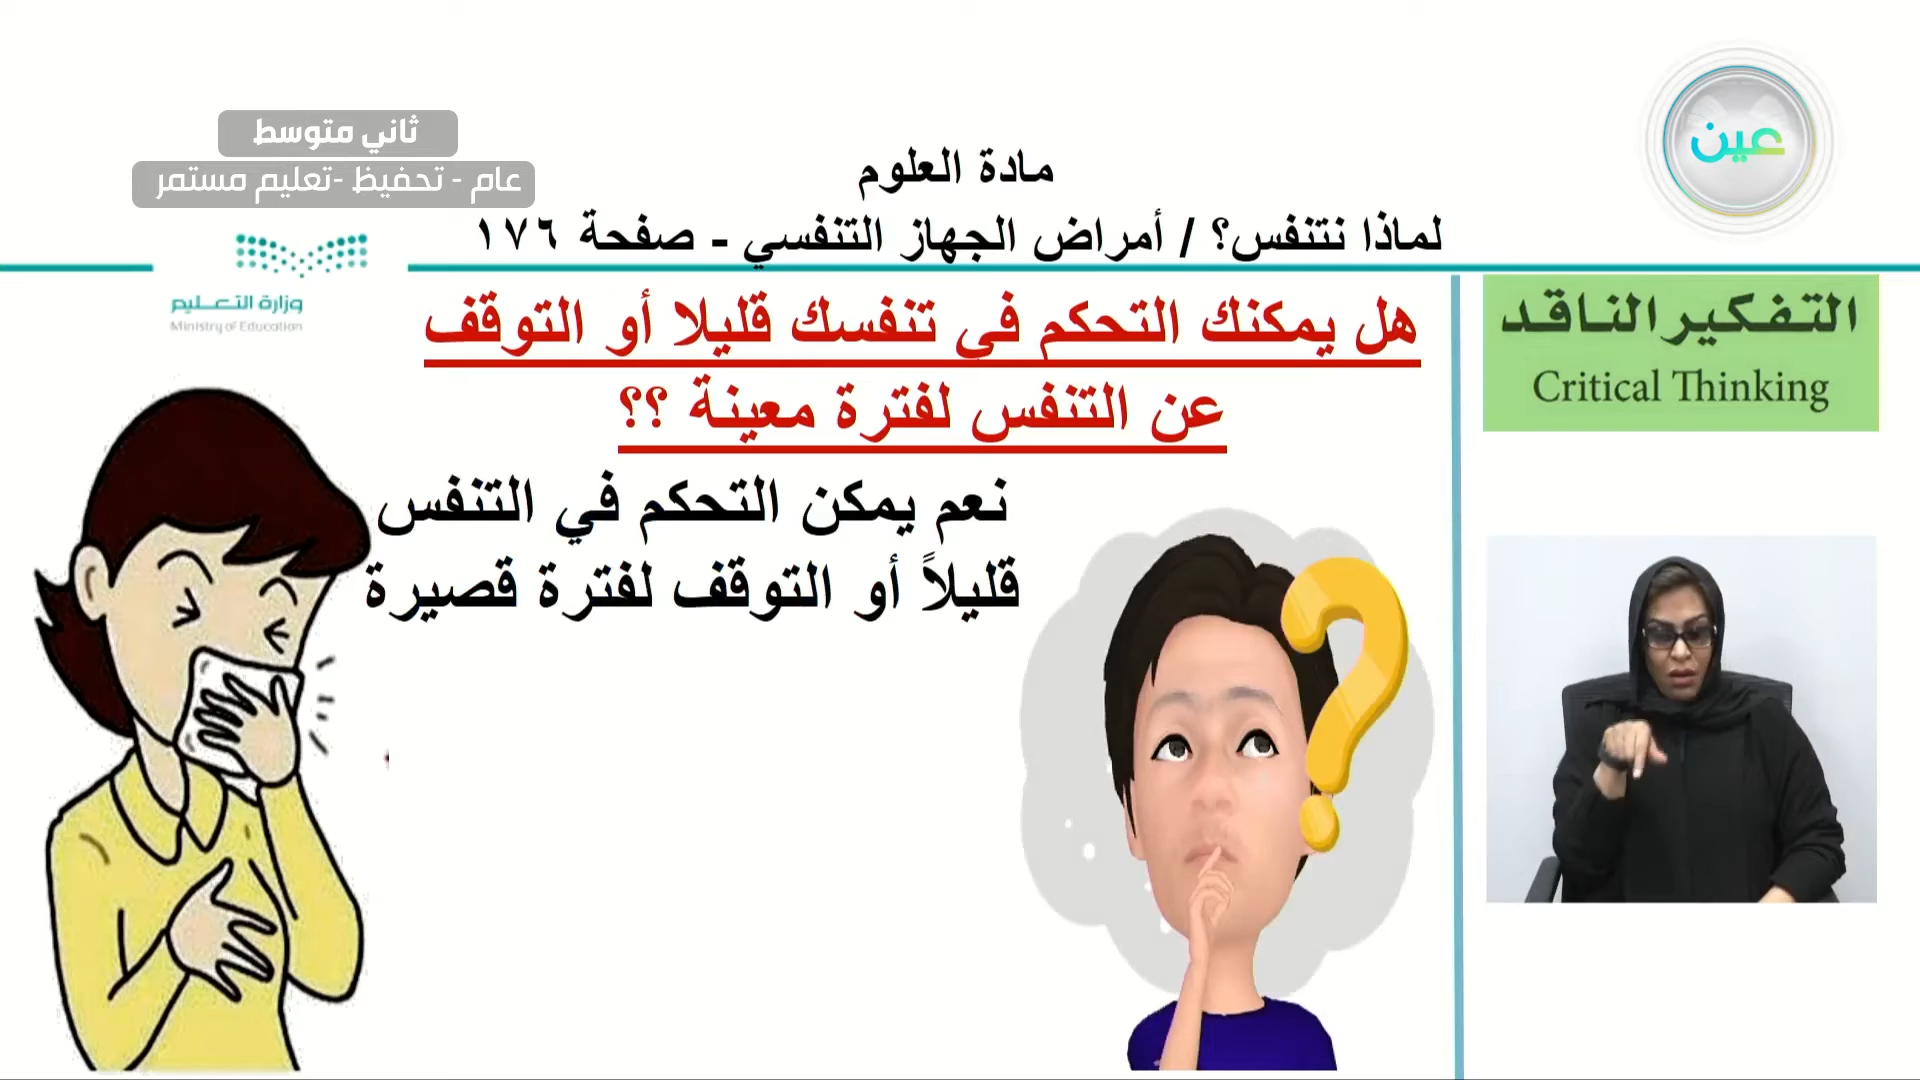 عين
ثاني متوسط
عام - تحفيظ -تعليم مستمر
مادة العلوم
لماذا نتنفس؟ / أمراض الجهاز التنفسي - صفحة ١٧٦
وزارة التعليم
Ministry of Education
التفكير الناقد
Critical Thinking
هل يمكنك التحكم في تنفسك قليلا أو التوقف
عن التنفس لفترة معينة ؟؟
نعم يمكن التحكم في التنفس
قليلاً أو التوقف لفترة قصيرة